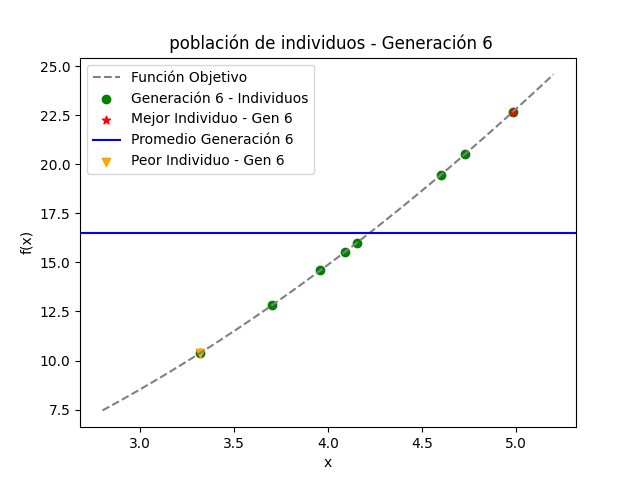 población de individuos - Generación 6
Función Objetivo
Generación 6 - Individuos
Mejor Individuo - Gen 6
Promedio Generación 6
Peor Individuo - Gen 6
f(x)
25.0
22.5
20.0
17.5
15.0
12.5
10.0
7.5
3.0 3.5 4.0 4.5 5.0
x